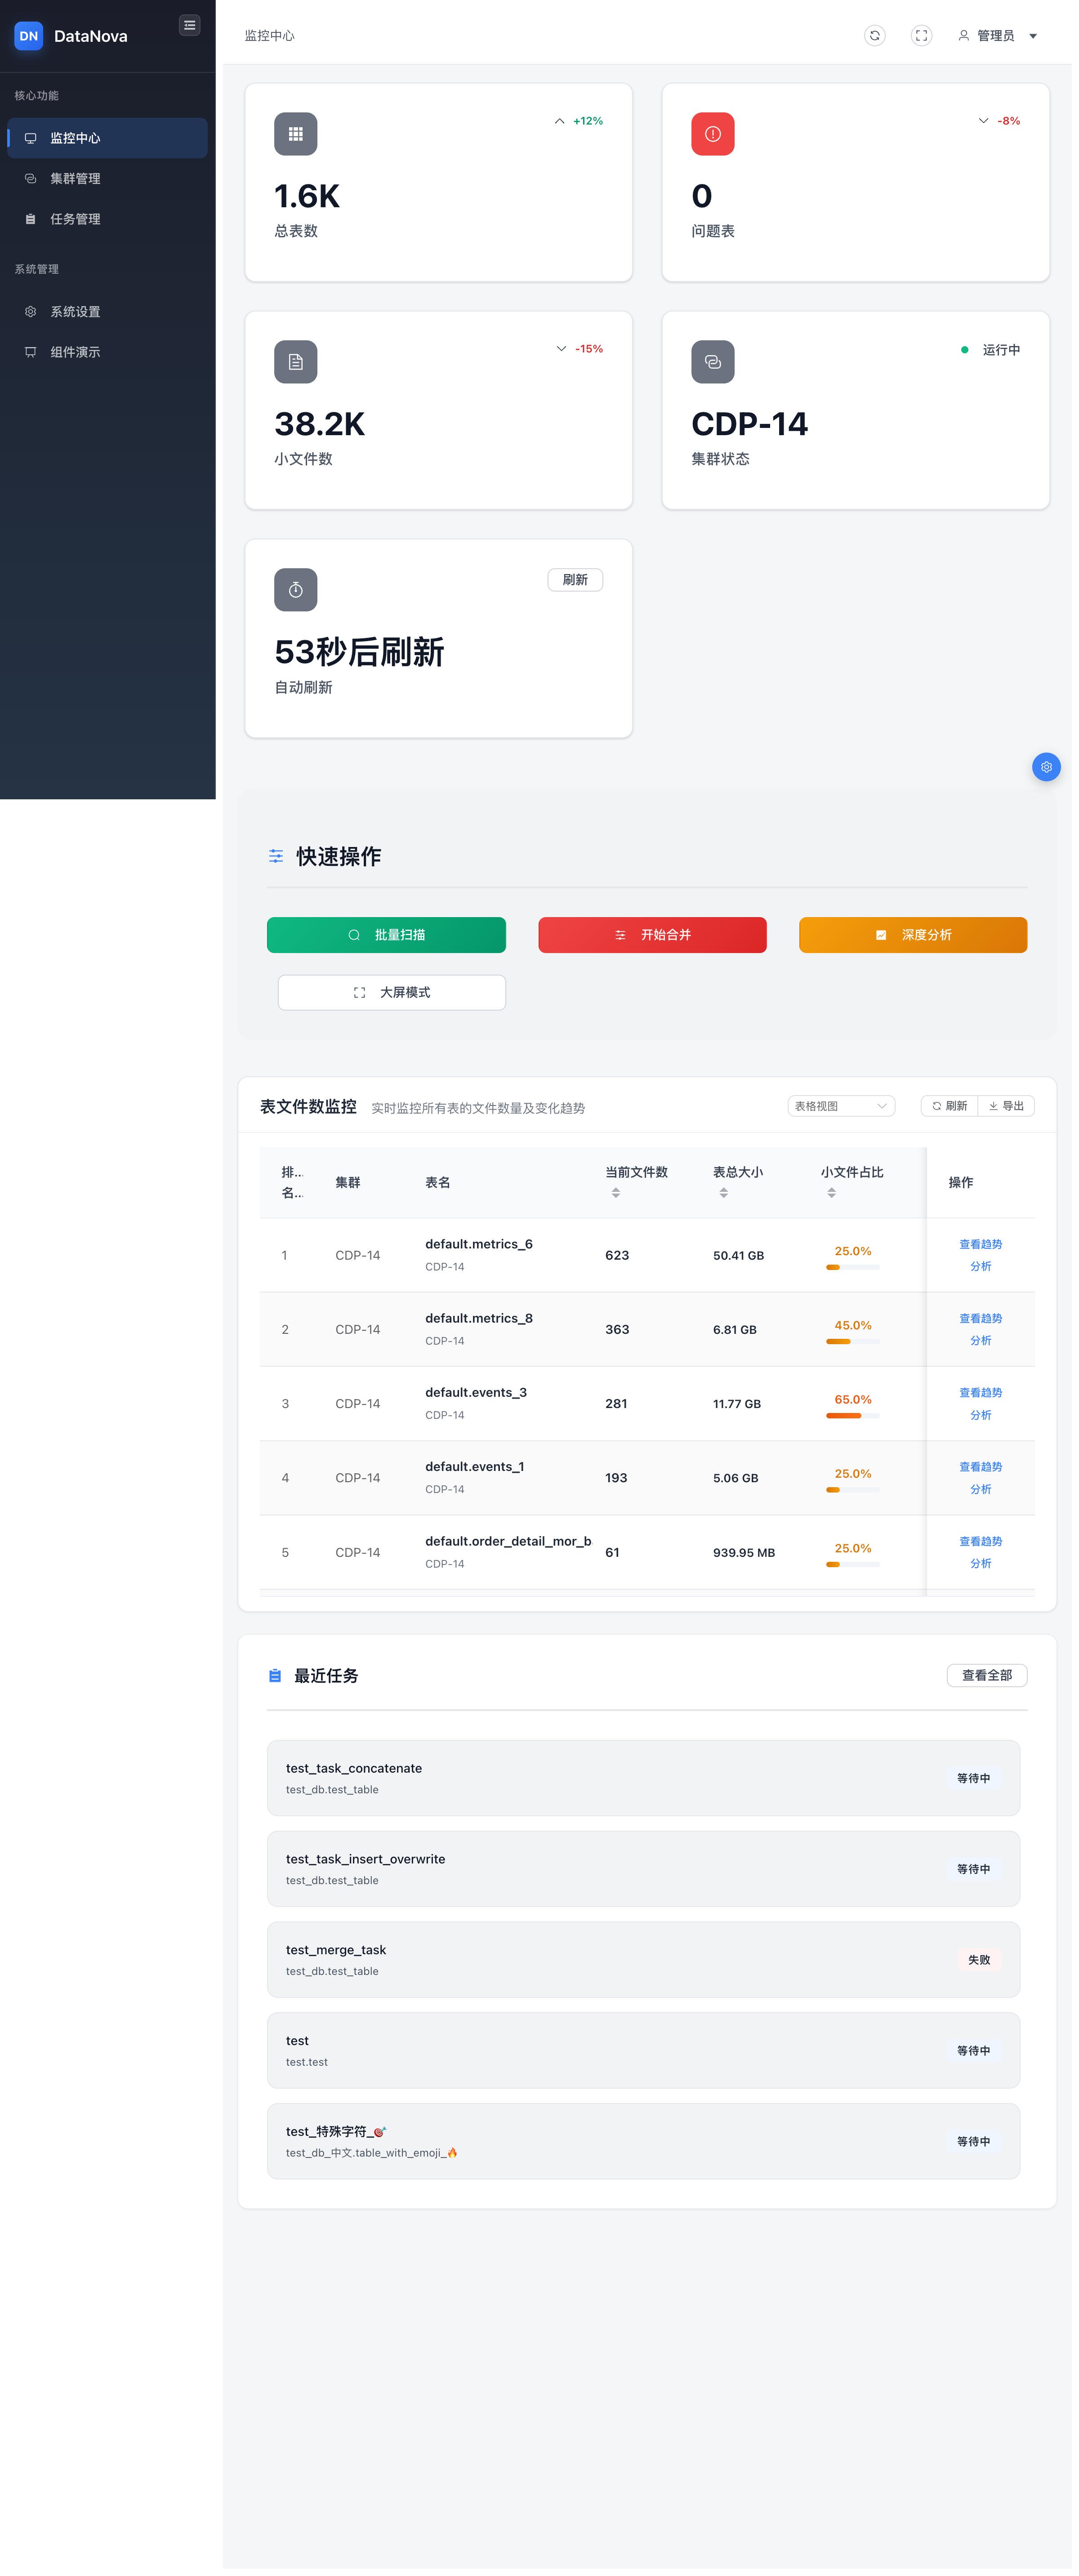 DN DataNova
核心功能
监控中心
集群管理
任务管理
系统管理
系统设置
组件演示
监控中心
管理员
+12%
1.6K
总表数
-8%
0
问题表
-15%
38.2K
小文件数
运行中
CDP-14
集群状态
刷新
53秒后刷新
自动刷新
快速操作
批量扫描 开始合并 深度分析
大屏模式
表文件数监控 实时监控所有表的文件数量及变化趋势 表格视图 刷新 导出
排...
名...
集群 表名 当前文件数 表总大小 小文件占比 操作
1 CDP-14 default.metrics_6 623 50.41 GB 25.0% 查看趋势
CDP-14 分析
2 CDP-14 default.metrics_8 363 6.81 GB 45.0% 查看趋势
CDP-14 分析
3 CDP-14 default.events_3 281 11.77 GB 65.0% 查看趋势
CDP-14 分析
4 CDP-14 default.events_1 193 5.06 GB 25.0% 查看趋势
CDP-14 分析
5 CDP-14 default.order_detail_mor_b 61 939.95 MB 25.0% 查看趋势
CDP-14 分析
最近任务 查看全部
test_task_concatenate
test_db.test_table
等待中
test_task_insert_overwrite
test_db.test_table
等待中
test_merge_task
test_db.test_table
失败
test
test.test
等待中
test_特殊字符_🎯
test_db_中文.table_with_emoji_🔥
等待中